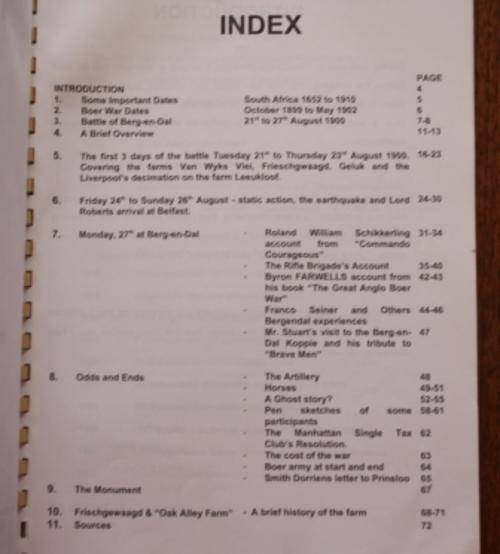 INDEX
PAGE
INTRODUCTION 4
1. Some Important Dates South Africa 1652 to 1910 5
2. Boer War Dates October 1899 to May 1902 6
3. Battle of Berg-en-Dal 21st to 27th August 1900 7-8
4. A Brief Overview 11-13
5. The first 3 days of the battle Tuesday 21st to Thursday 23rd August 1900. 16-23
Covering the farms Van Wyks Vlei, Frieschgwaagd, Geluk and the
Liverpool's decimation on the farm Leeukloof.
6. Friday 24th to Sunday 26th August - static action, the earthquake and Lord 24-30
Roberts arrival at Belfast.
7. Monday, 27th at Berg-en-Dal - Roland William Schikkerling 31-34
account from "Commando
Courageous"
- The Rifle Brigade's Account 35-40
- Byron FARWELLS account from 42-43
his book "The Great Anglo Boer
War"
- Franco Seiner and Others 44-46
Bergendal experiences
- Mr. Stuart's visit to the Berg-en- 47
Dal Koppie and his tribute to
"Brave Men"
8. Odds and Ends - The Artillery 48
- Horses 49-51
- A Ghost story? 52-55
- Pen sketches of some 58-61
participants
- The Manhattan Single Tax 62
Club's Resolution.
- The cost of the war 63
- Boer army at start and end 64
- Smith Dorriens letter to Prinsloo 65
9. The Monument 67
10. Frischgewaagd & "Oak Alley Farm" - A brief history of the farm 68-71
11. Sources 72